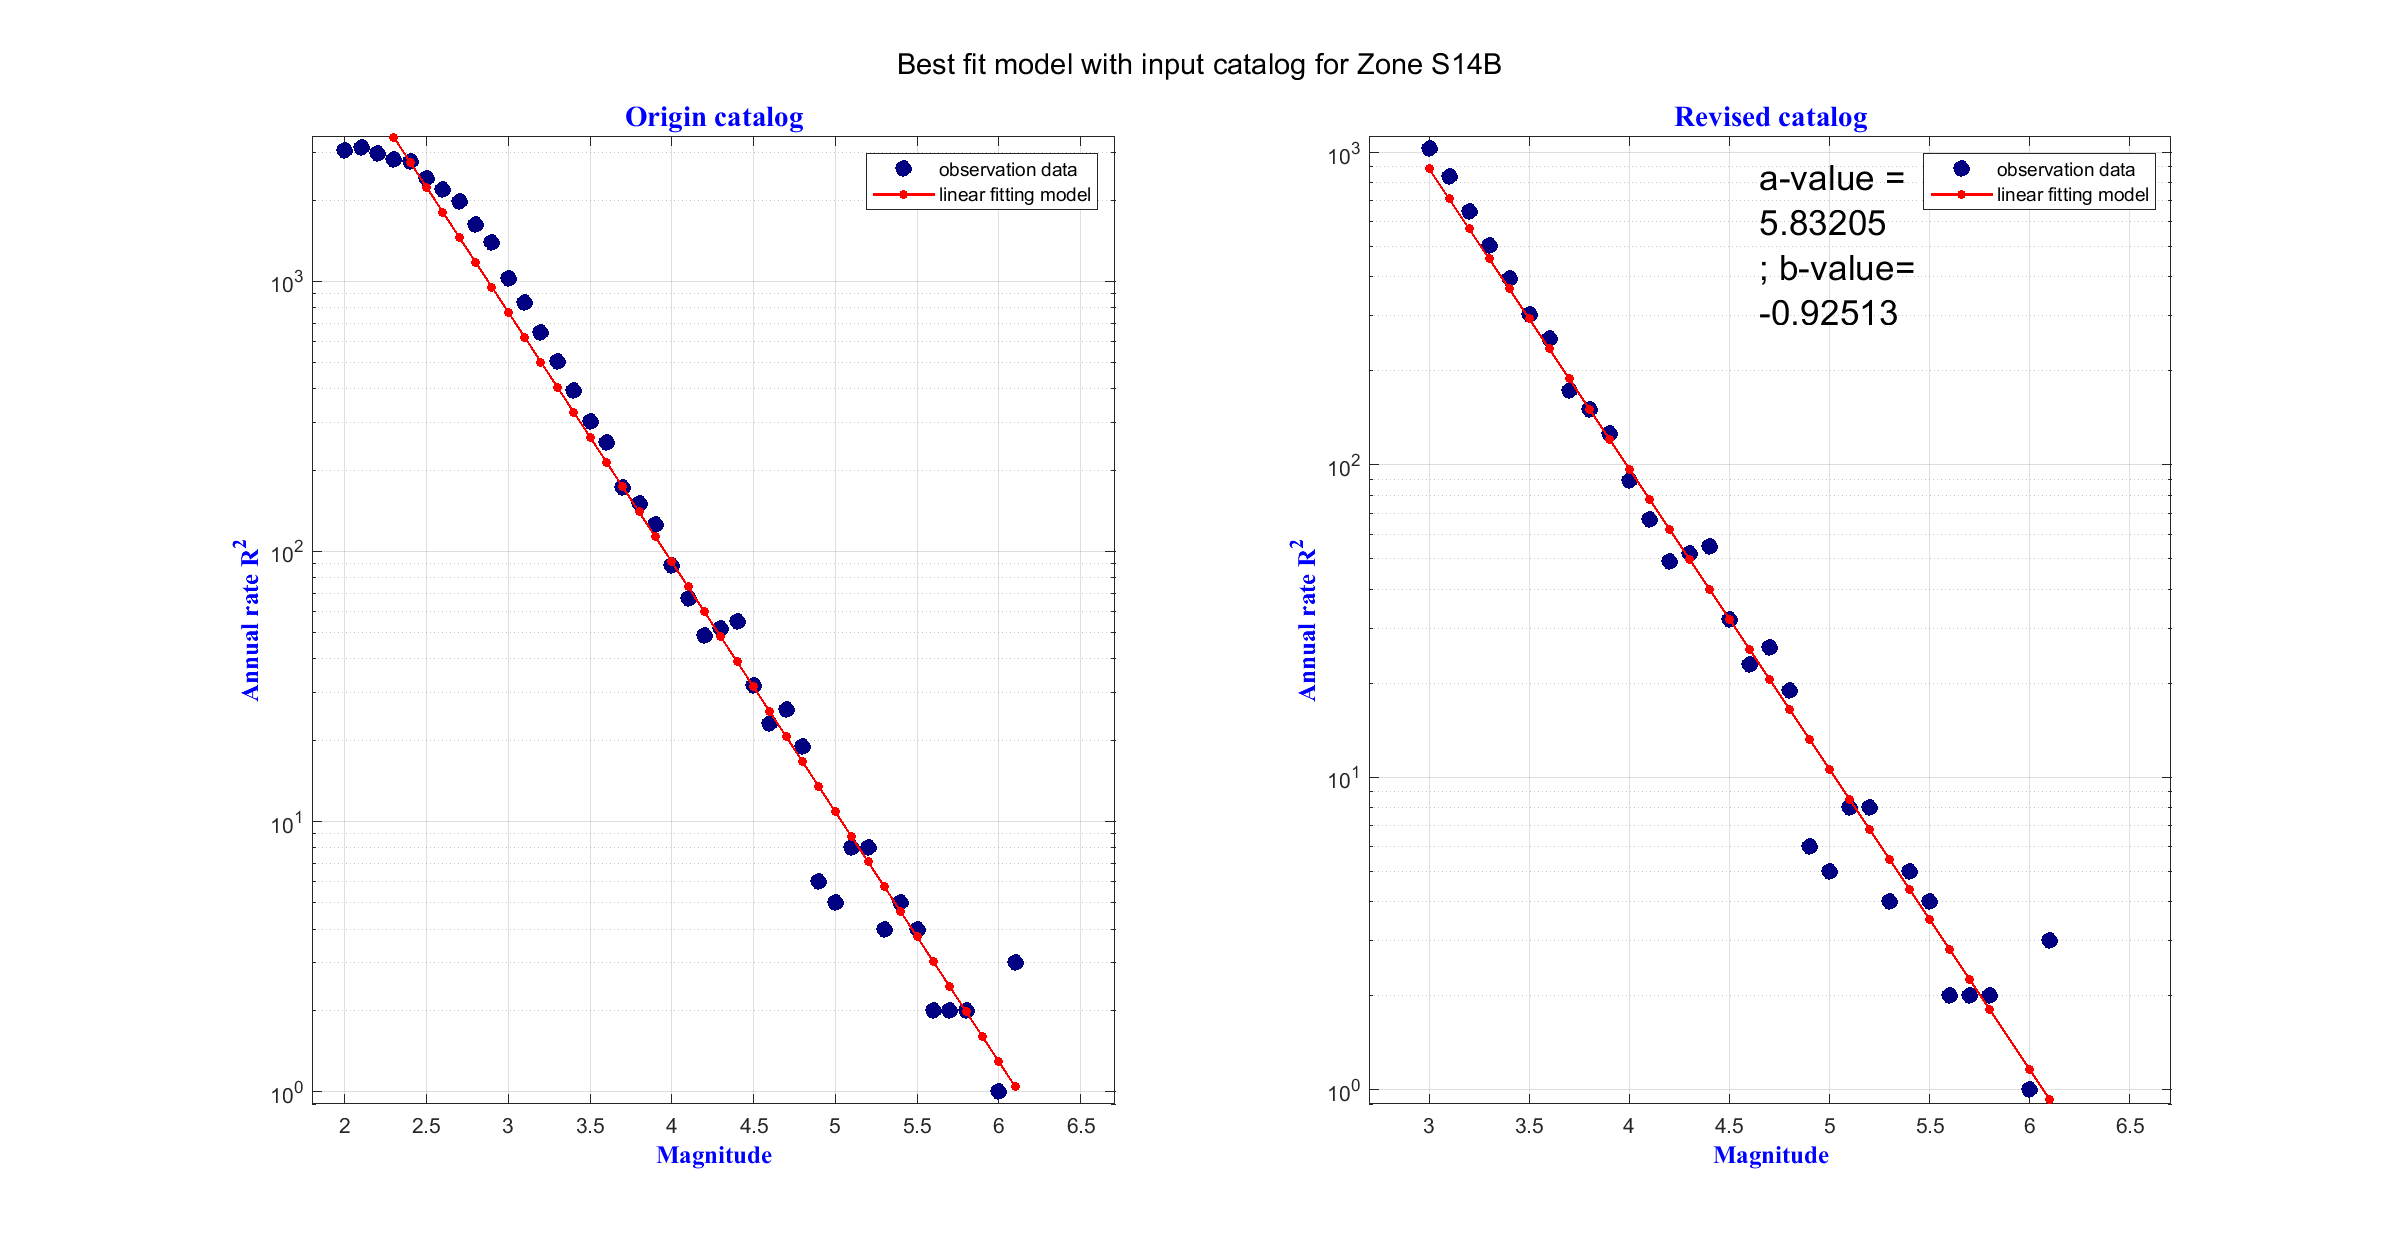 Best fit model with input catalog for Zone S14B
Origin catalog
observation data
linear fitting model
10^3
10^2
10^1
10^0
Annual rate R^2
2 2.5 3 3.5 4 4.5 5 5.5 6 6.5
Magnitude
Revised catalog
a-value =
5.83205
; b-value=
-0.92513
observation data
linear fitting model
10^3
10^2
10^1
10^0
Annual rate R^2
3 3.5 4 4.5 5 5.5 6 6.5
Magnitude